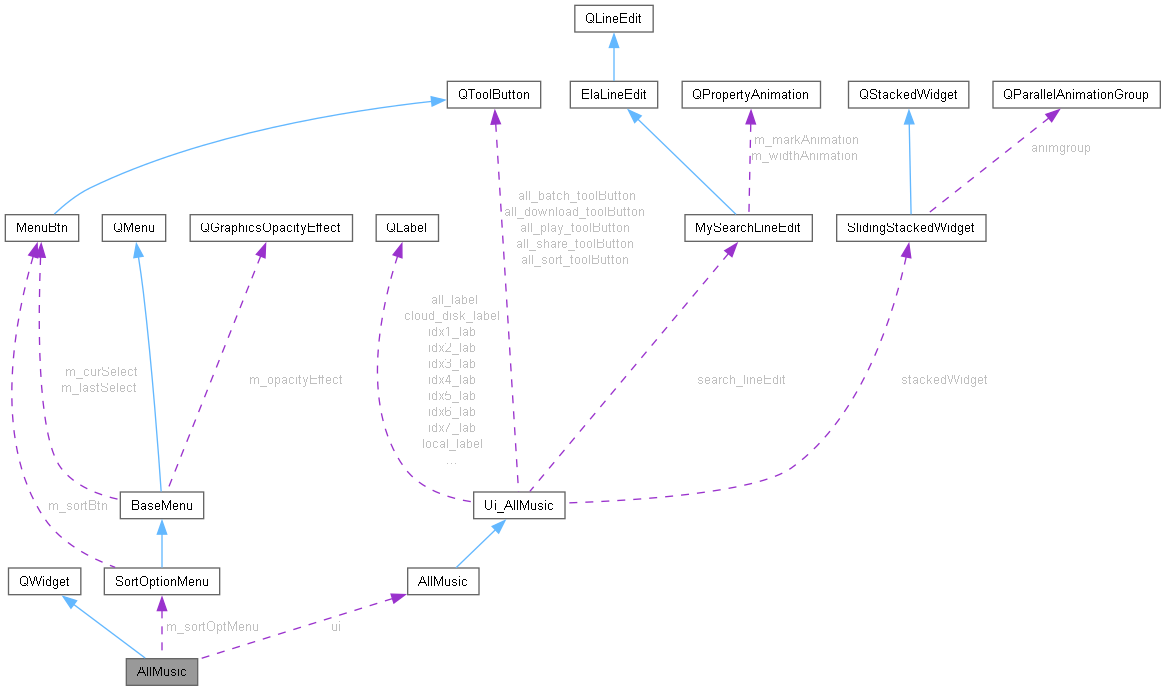 QLineEdit
QToolButton
ElaLineEdit
QPropertyAnimation
QStackedWidget
QParallelAnimationGroup
m_markAnimation
m_widthAnimation
animgroup
all_batch_toolButton
all_download_toolButton
all_play_toolButton
all_share_toolButton
all_sort_toolButton
MenuBtn
QMenu
QGraphicsOpacityEffect
QLabel
MySearchLineEdit
SlidingStackedWidget
all_label
cloud_disk_label
idx1_lab
idx2_lab
idx3_lab
idx4_lab
idx5_lab
idx6_lab
idx7_lab
local_label
...
m_curSelect
m_lastSelect
m_opacityEffect
search_lineEdit
stackedWidget
m_sortBtn
BaseMenu
Ui_AllMusic
QWidget
SortOptionMenu
AllMusic
m_sortOptMenu
ui
AllMusic